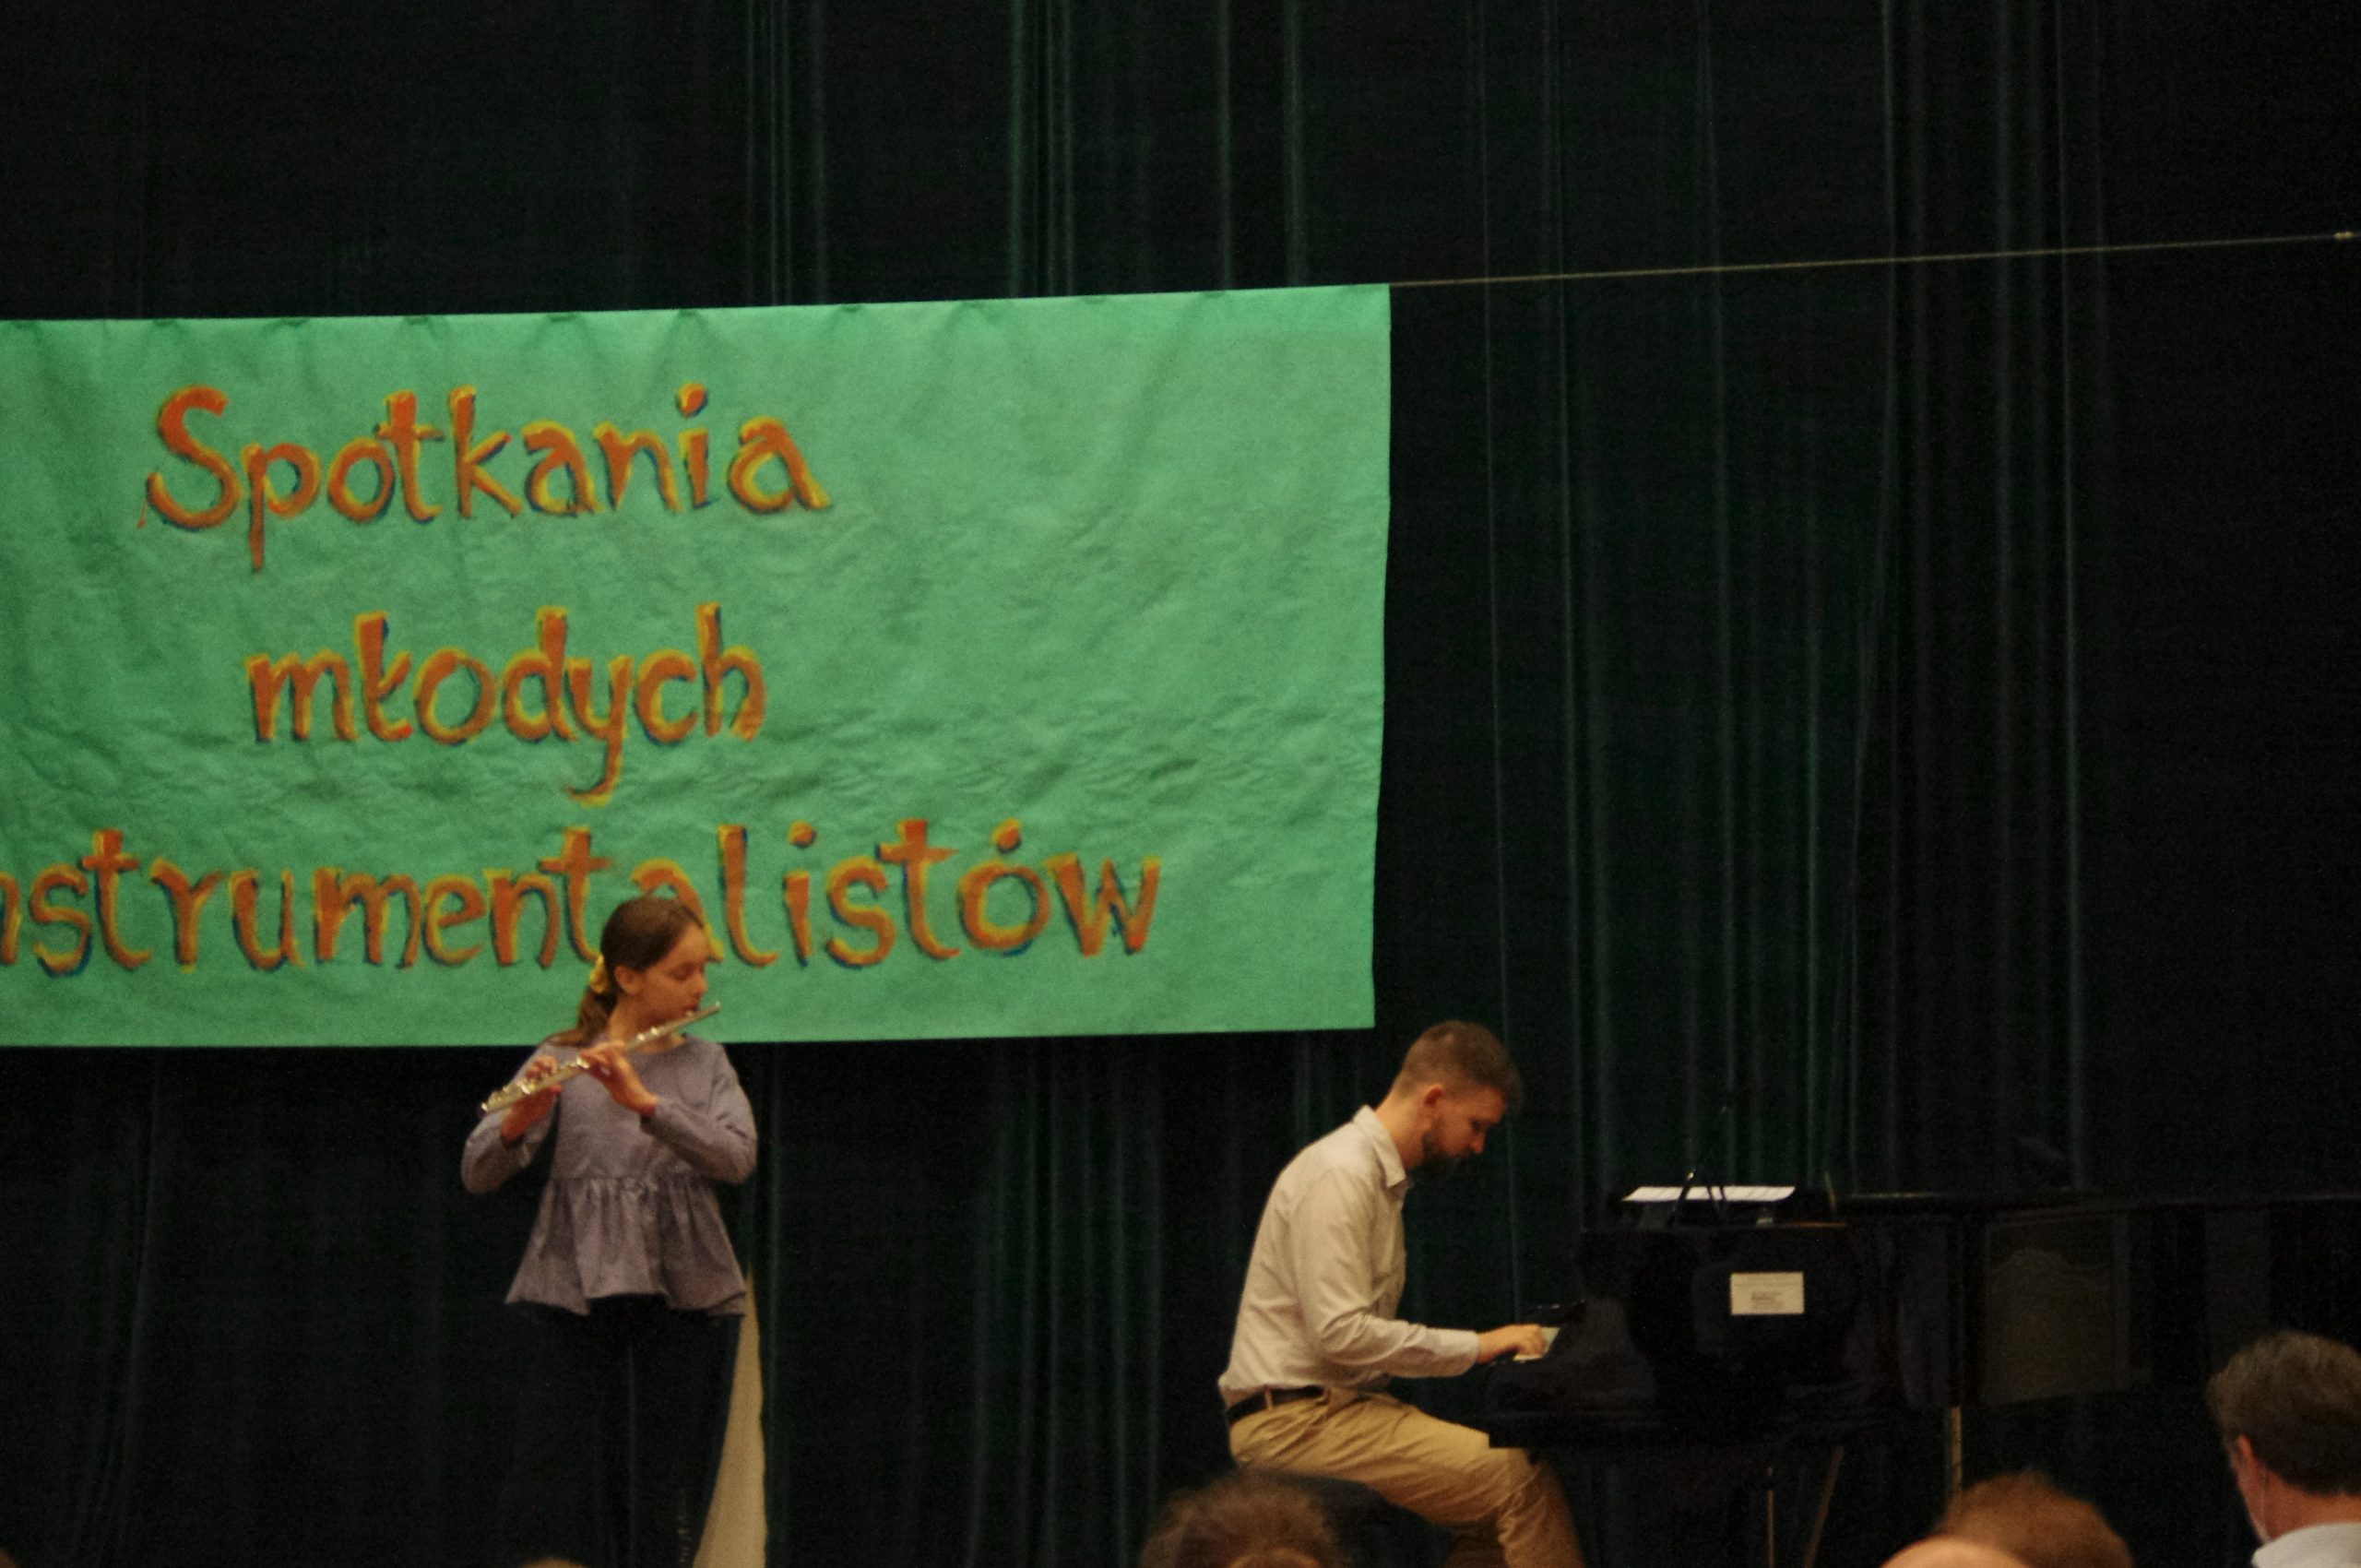 Spotkania
młodych
nstrumentalistów